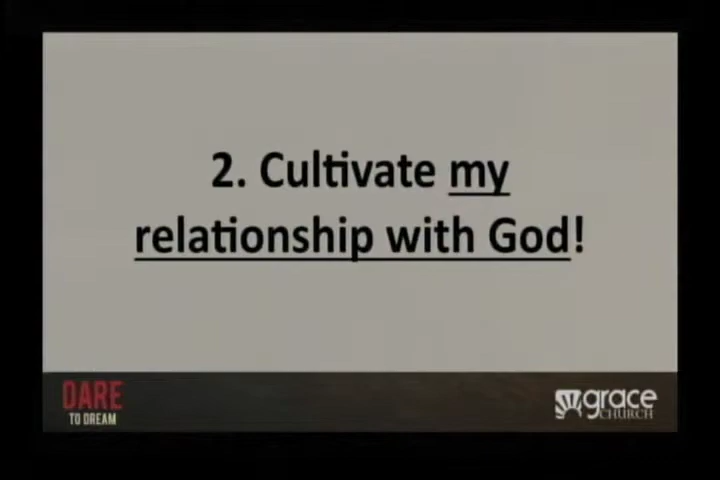 2. Cultivate my
relationship with God!
DARE
TO DREAM
grace
CHURCH